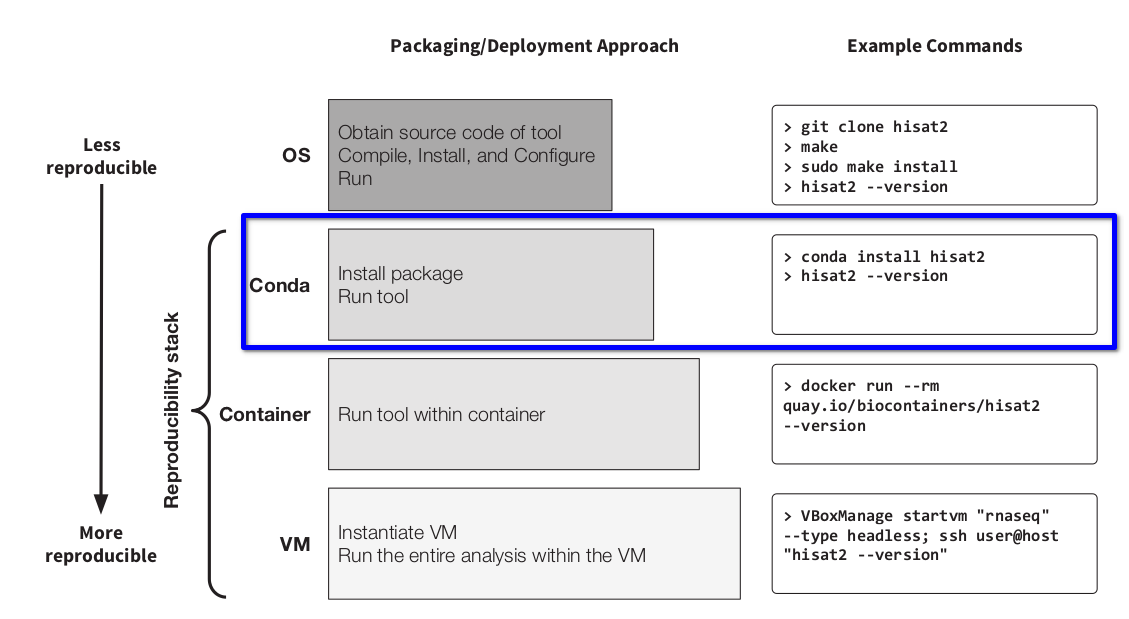 Packaging/Deployment Approach
Example Commands
Less
reproducible
OS
Obtain source code of tool
Compile, Install, and Configure
Run
> git clone hisat2
> make
> sudo make install
> hisat2 --version
Reproducibility stack
Conda
Install package
Run tool
> conda install hisat2
> hisat2 --version
Container
Run tool within container
> docker run --rm
quay.io/biocontainers/hisat2
--version
More
reproducible
VM
Instantiate VM
Run the entire analysis within the VM
> VBoxManage startvm "rnaseq"
--type headless; ssh user@host
"hisat2 --version"